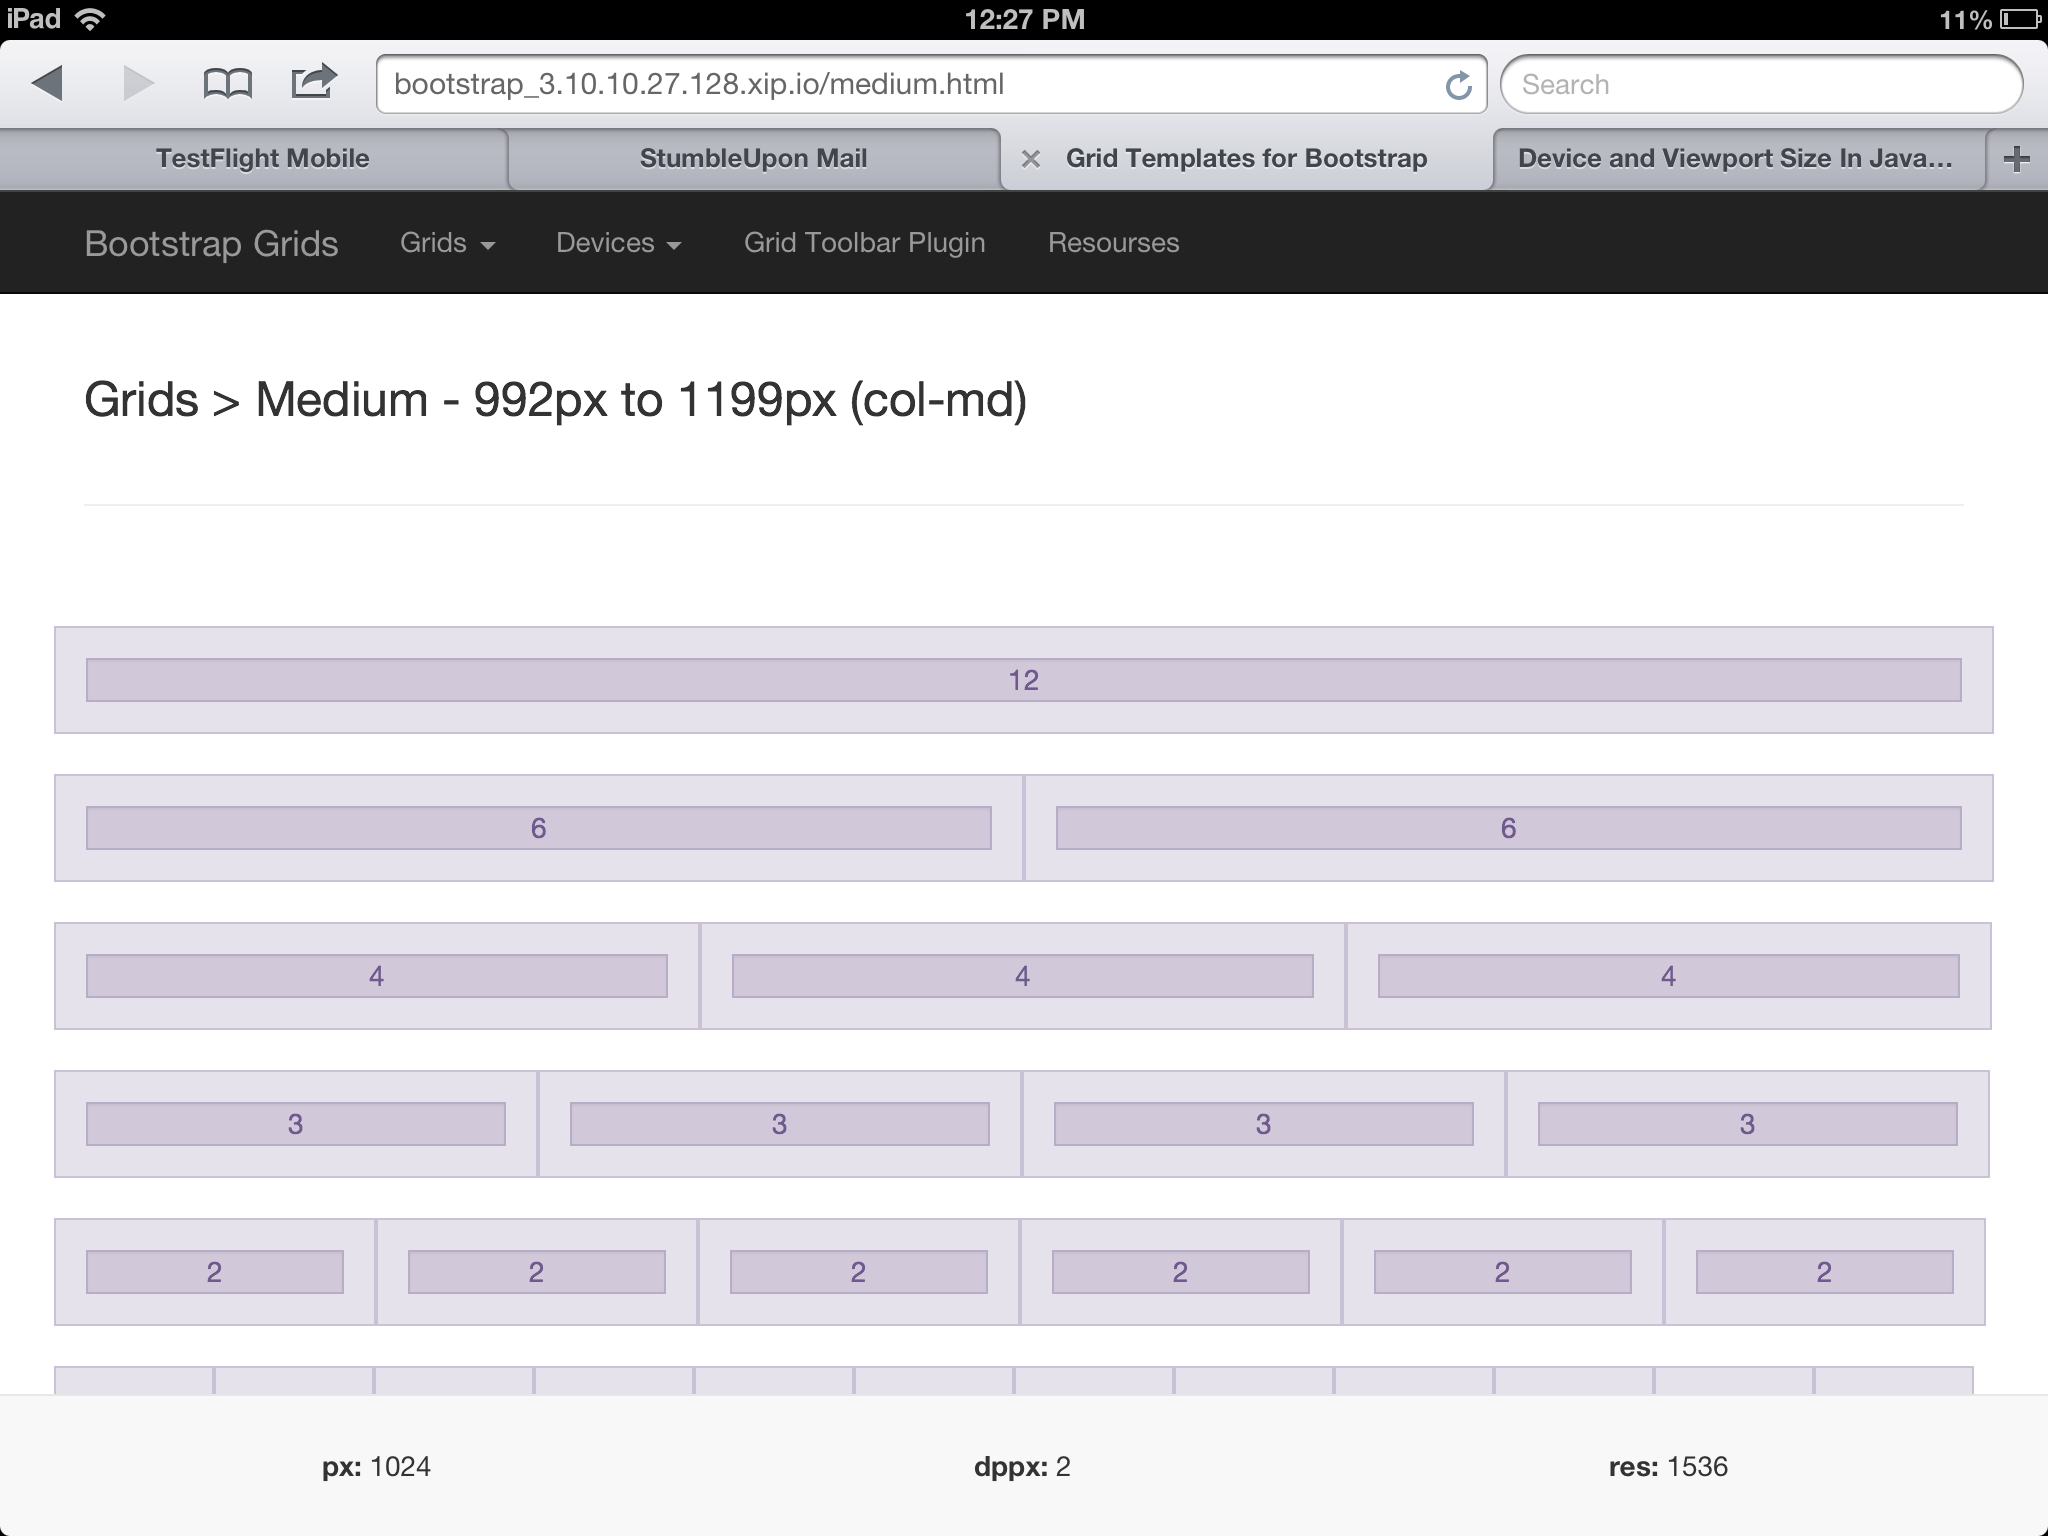 iPad 12:27 PM 11%
bootstrap_3.10.10.27.128.xip.io/medium.html Search
TestFlight Mobile StumbleUpon Mail Grid Templates for Bootstrap Device and Viewport Size In Java...
Bootstrap Grids Grids Devices Grid Toolbar Plugin Resourses
Grids > Medium - 992px to 1199px (col-md)
12
6 6
4 4 4
3 3 3 3
2 2 2 2 2 2
px: 1024 dppx: 2 res: 1536